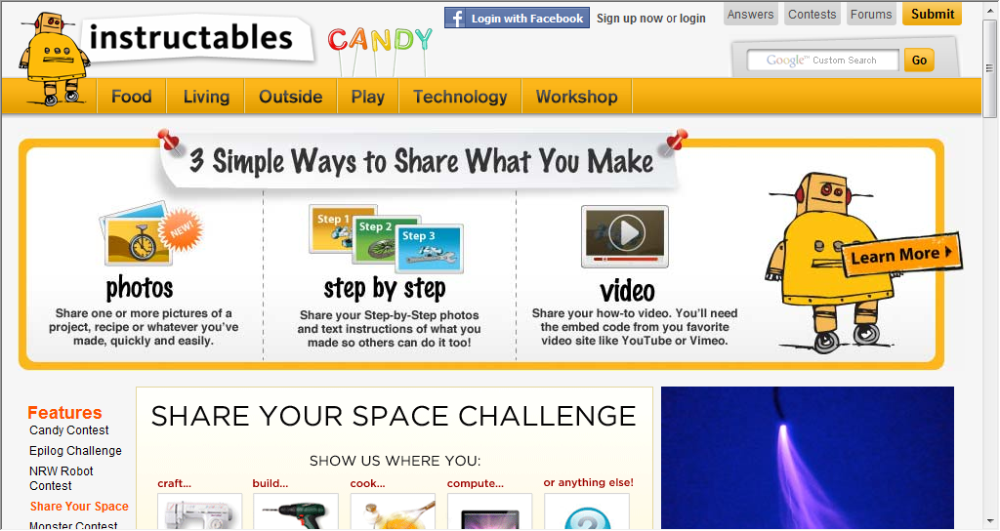 instructables
CANDY
Login with Facebook
Sign up now or login
Answers
Contests
Forums
Submit
Google™ Custom Search
Go
Food
Living
Outside
Play
Technology
Workshop
3 Simple Ways to Share What You Make
NEW!
photos
Share one or more pictures of a
project, recipe or whatever you've
made, quickly and easily.
Step 1
Step 2
Step 3
step by step
Share your Step-by-Step photos
and text instructions of what you
made so others can do it too!
video
Share your how-to video. You'll need
the embed code from you favorite
video site like YouTube or Vimeo.
Learn More
Features
Candy Contest
Epilog Challenge
NRW Robot
Contest
Share Your Space
Monster Contest
SHARE YOUR SPACE CHALLENGE
SHOW US WHERE YOU:
craft...
build...
cook...
compute...
or anything else!